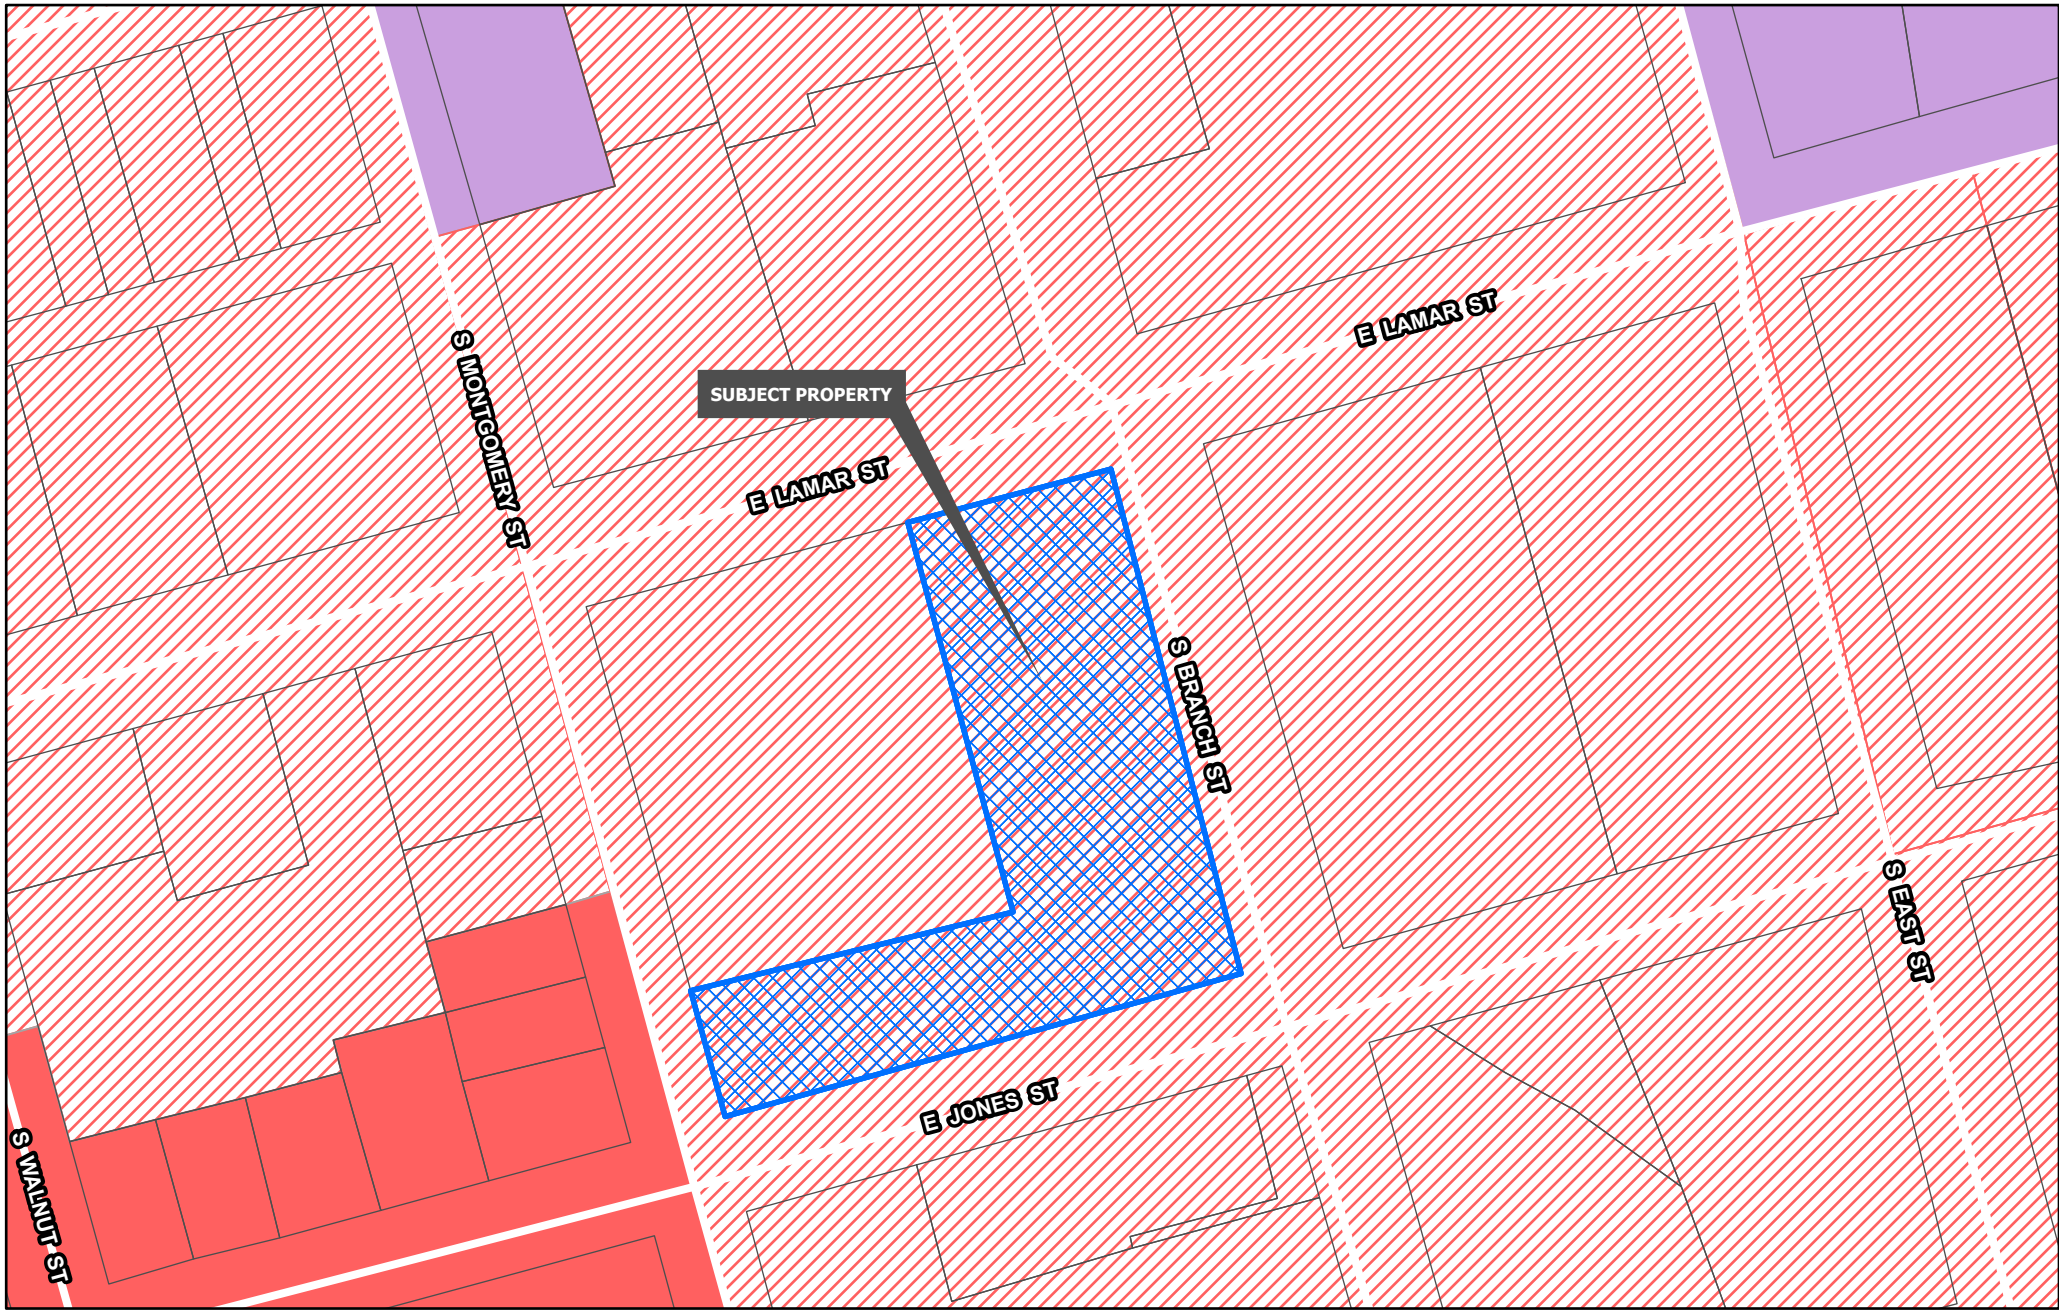 E LAMAR ST
S MONTGOMERY ST
SUBJECT PROPERTY
E LAMAR ST
S BRANCH ST
S EAST ST
E JONES ST
S WALNUT ST